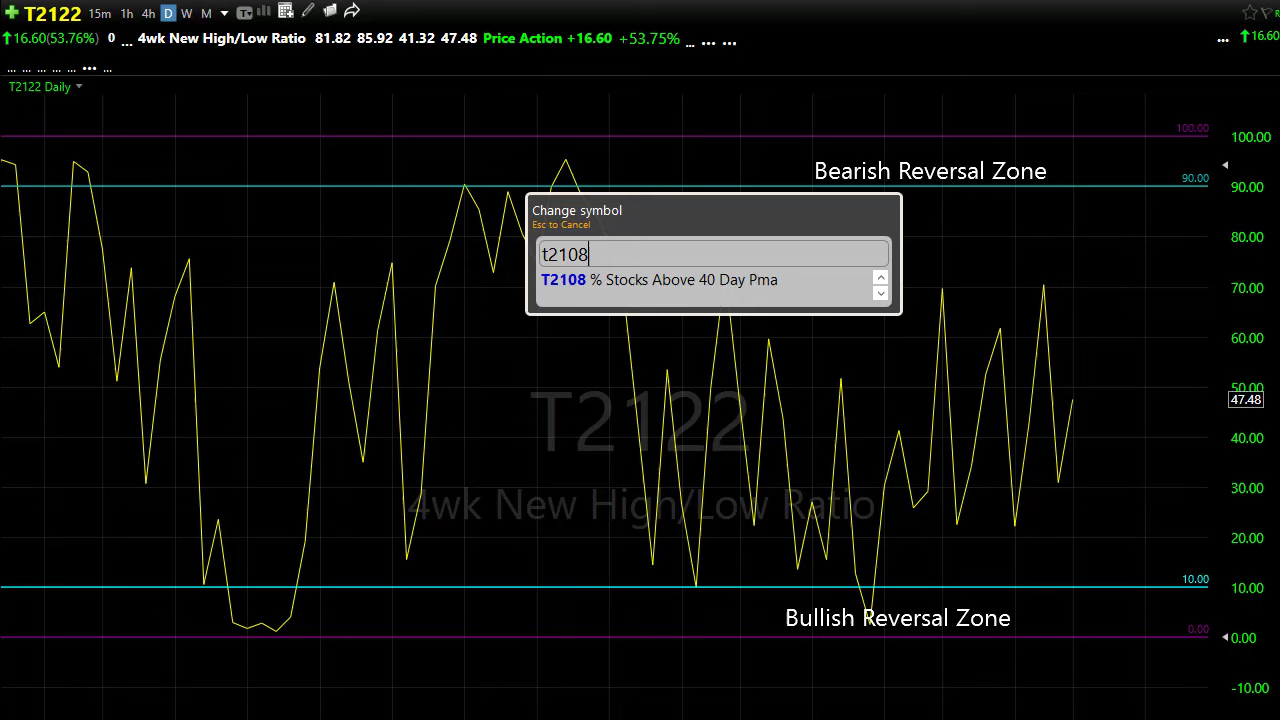 T2122 15m 1h 4h D W M
16.60(53.76%) 0 ... 4wk New High/Low Ratio 81.82 85.92 41.32 47.48 Price Action +16.60 +53.75% ... ... ... ... 16.60
... ... ... ... ... ... ...
T2122 Daily
100.00 100.00
Bearish Reversal Zone
90.00 90.00
Change symbol
Esc to Cancel
80.00
t2108
T2108 % Stocks Above 40 Day Pma
70.00
60.00
50.00
47.48
T2122
40.00
4wk New High/Low Ratio
30.00
20.00
10.00 10.00
Bullish Reversal Zone
0.00 0.00
-10.00